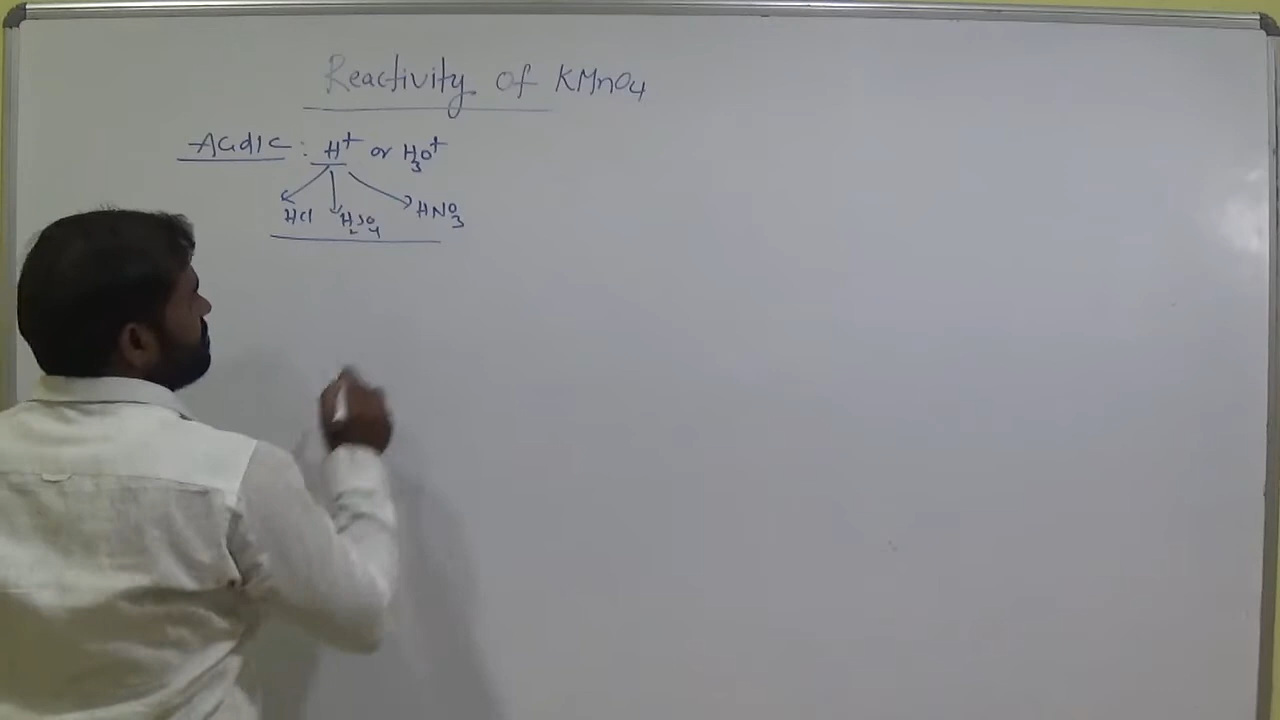 Reactivity of KMnO4
Acidic : H+ or H3O+
HCl H2SO4 HNO3